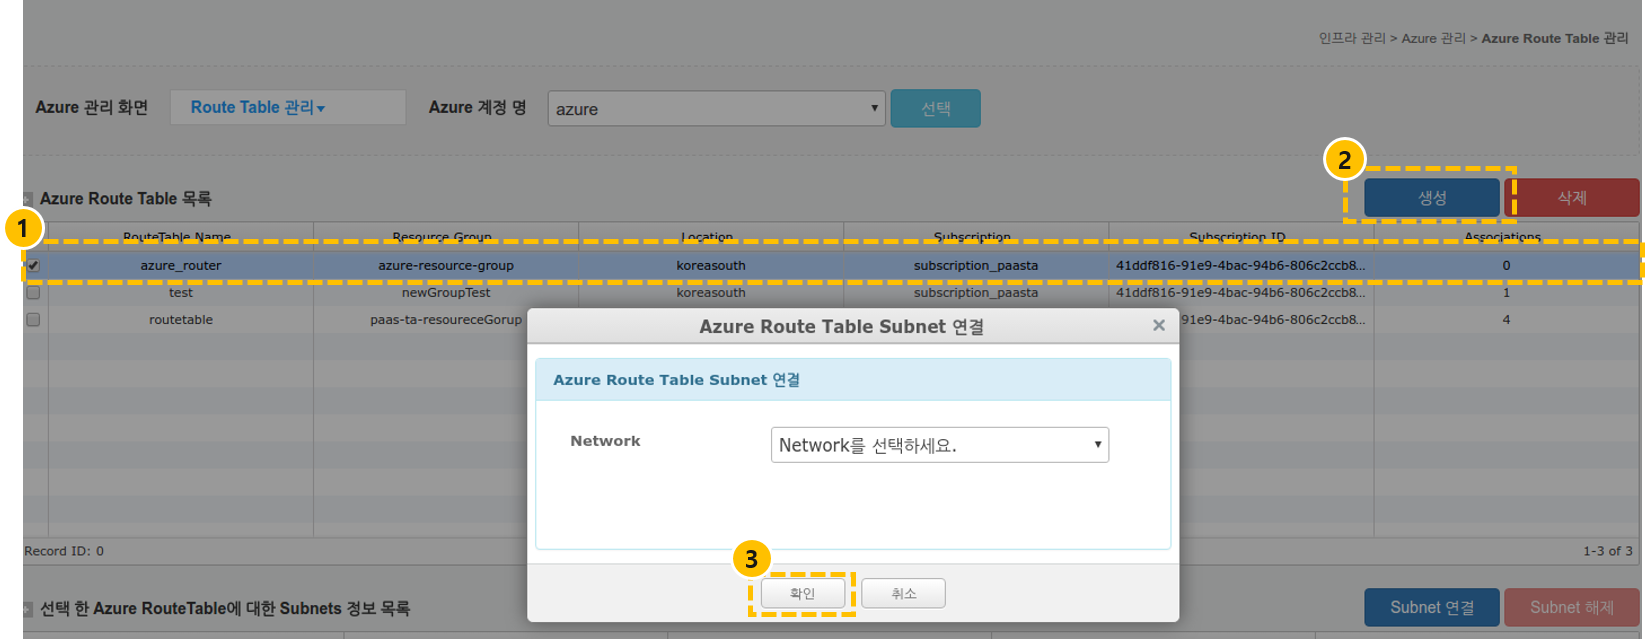 인프라 관리 > Azure 관리 > Azure Route Table 관리
Azure 관리 화면 Route Table 관리▾ Azure 계정 명 azure 선택
2
Azure Route Table 목록 생성 삭제
1
RouteTable Name Resource Group Location Subscription Subscription ID Associations
azure_router azure-resource-group koreasouth subscription_paasta 41ddf816-91e9-4bac-94b6-806c2ccb8... 0
test newGroupTest koreasouth subscription_paasta 41ddf816-91e9-4bac-94b6-806c2ccb8... 1
routetable paas-ta-resoureceGorup 91e9-4bac-94b6-806c2ccb8... 4
Azure Route Table Subnet 연결 ×
Azure Route Table Subnet 연결
Network Network를 선택하세요.
Record ID: 0 1-3 of 3
3
확인 취소
선택 한 Azure RouteTable에 대한 Subnets 정보 목록 Subnet 연결 Subnet 해제